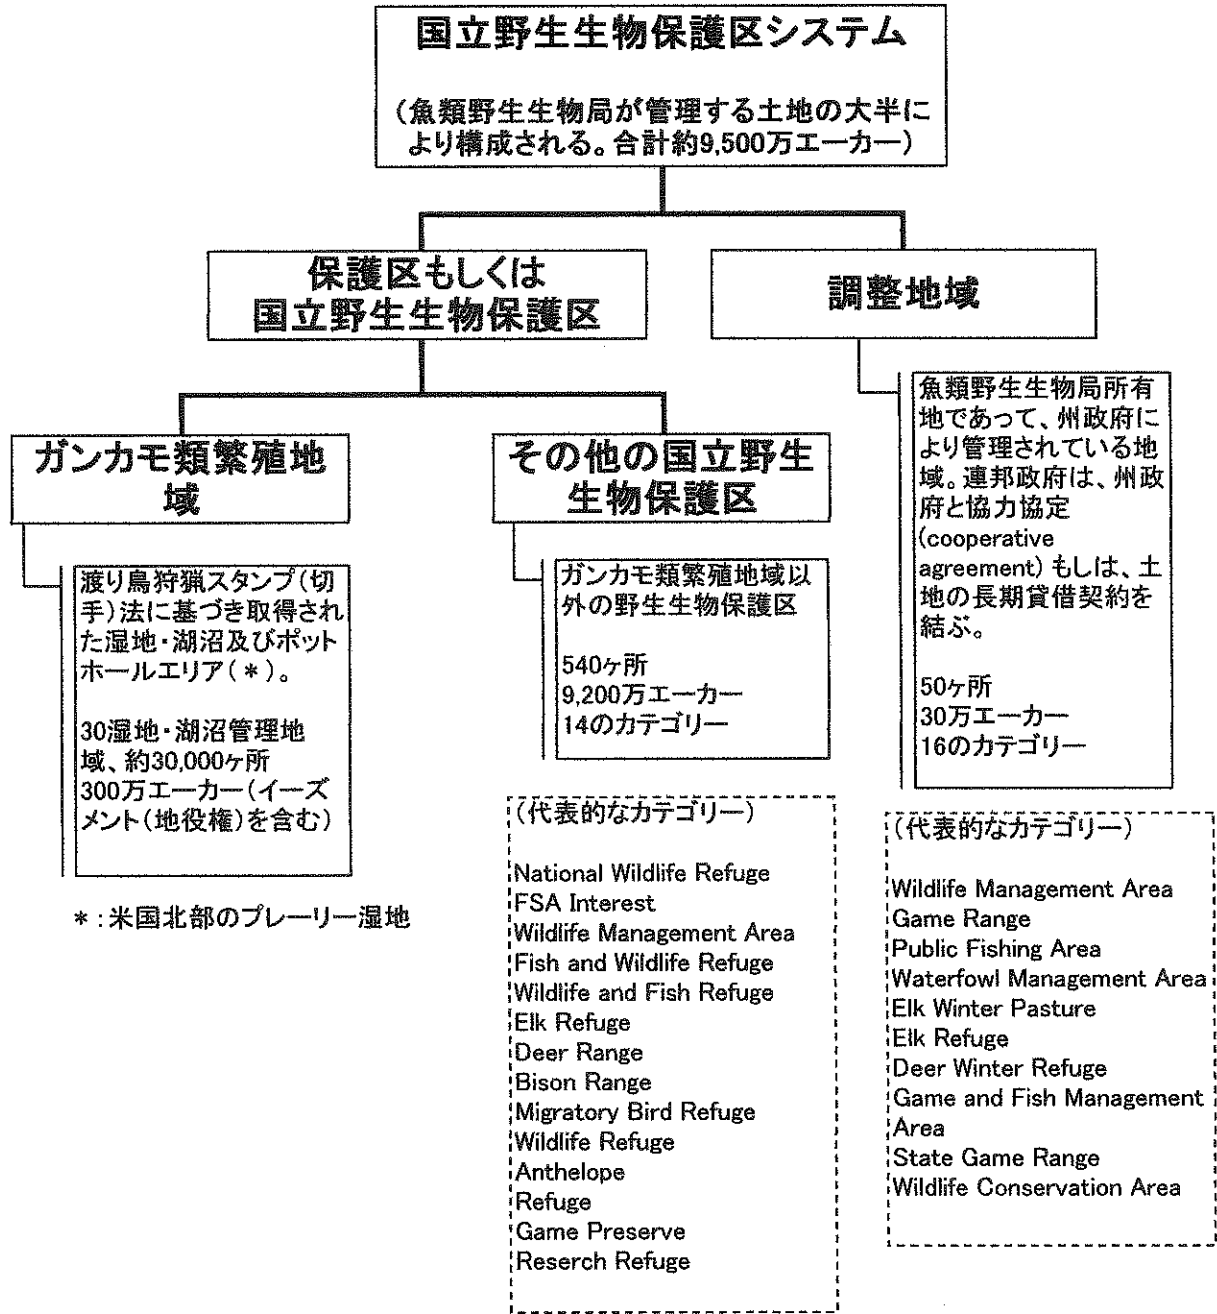 国立野生生物保護区システム
(魚類野生生物局が管理する土地の大半に
より構成される。合計約9,500万エーカー)
保護区もしくは
国立野生生物保護区
調整地域
ガンカモ類繁殖地
域
その他の国立野生
生物保護区
渡り鳥狩猟スタンプ(切
手)法に基づき取得され
た湿地・湖沼及びポット
ホールエリア(*)。
30湿地・湖沼管理地
域、約30,000ヶ所
300万エーカー(イーズ
メント(地役権)を含む)
*:米国北部のプレーリー湿地
ガンカモ類繁殖地域以
外の野生生物保護区
540ヶ所
9,200万エーカー
14のカテゴリー
(代表的なカテゴリー)
National Wildlife Refuge
FSA Interest
Wildlife Management Area
Fish and Wildlife Refuge
Wildlife and Fish Refuge
Elk Refuge
Deer Range
Bison Range
Migratory Bird Refuge
Wildlife Refuge
Anthelope
Refuge
Game Preserve
Reserch Refuge
魚類野生生物局所有
地であって、州政府に
より管理されている地
域。連邦政府は、州政
府と協力協定
(cooperative
agreement) もしは、土
地の長期貸借契約を
結ぶ。
50ヶ所
30万エーカー
16のカテゴリー
(代表的なカテゴリー)
Wildlife Management Area
Game Range
Public Fishing Area
Waterfowl Management Area
Elk Winter Pasture
Elk Refuge
Deer Winter Refuge
Game and Fish Management
Area
State Game Range
Wildlife Conservation Area